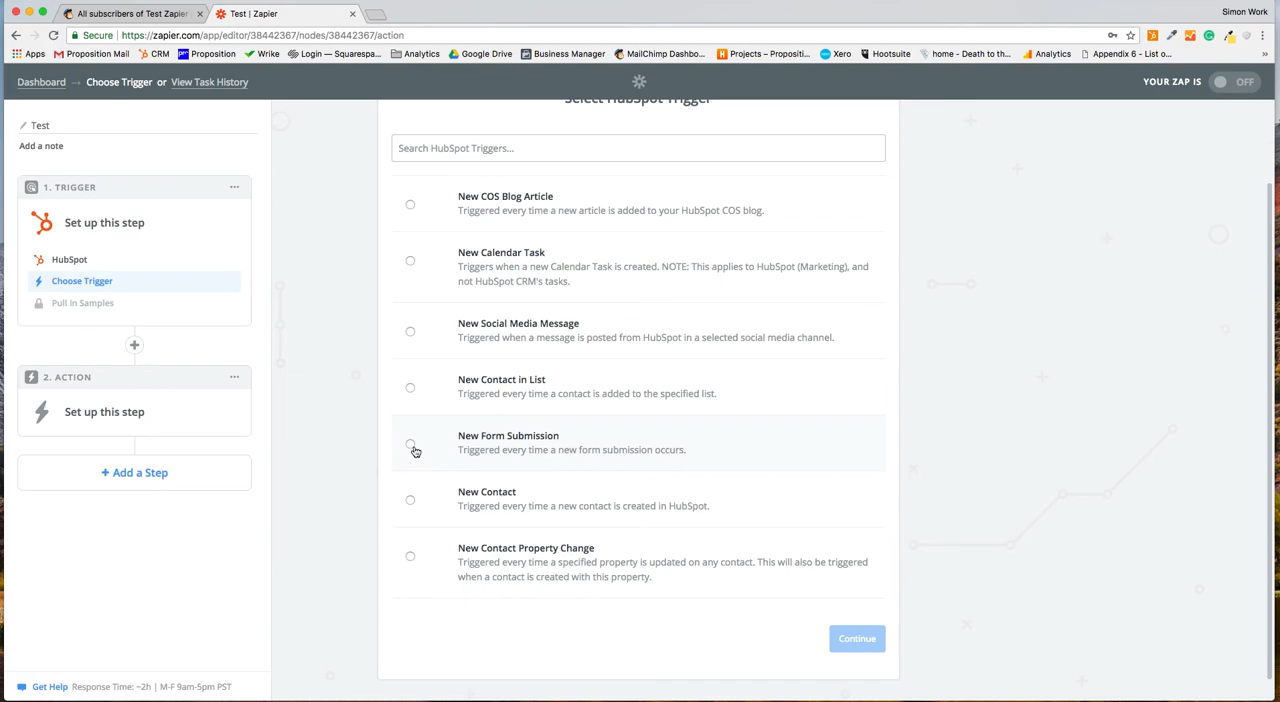 All subscribers of Test Zapier
Test | Zapier
Simon Work
Secure
https://zapier.com/app/editor/38442367/nodes/38442367/action
Apps
Proposition Mail
CRM
Proposition
Wrike
Login — Squarespa...
Analytics
Google Drive
Business Manager
MailChimp Dashbo...
Projects – Propositi...
Xero
Hootsuite
home - Death to th...
Analytics
Appendix 6 - List o...
Dashboard → Choose Trigger or View Task History
YOUR ZAP IS OFF
Test
Add a note
1. TRIGGER
Set up this step
HubSpot
Choose Trigger
Pull In Samples
2. ACTION
Set up this step
+ Add a Step
Get Help Response Time: ~2h | M-F 9am-5pm PST
Select HubSpot Trigger
Search HubSpot Triggers...
New COS Blog Article
Triggered every time a new article is added to your HubSpot COS blog.
New Calendar Task
Triggers when a new Calendar Task is created. NOTE: This applies to HubSpot (Marketing), and
not HubSpot CRM's tasks.
New Social Media Message
Triggered when a message is posted from HubSpot in a selected social media channel.
New Contact in List
Triggered every time a contact is added to the specified list.
New Form Submission
Triggered every time a new form submission occurs.
New Contact
Triggered every time a new contact is created in HubSpot.
New Contact Property Change
Triggered every time a specified property is updated on any contact. This will also be triggered
when a contact is created with this property.
Continue